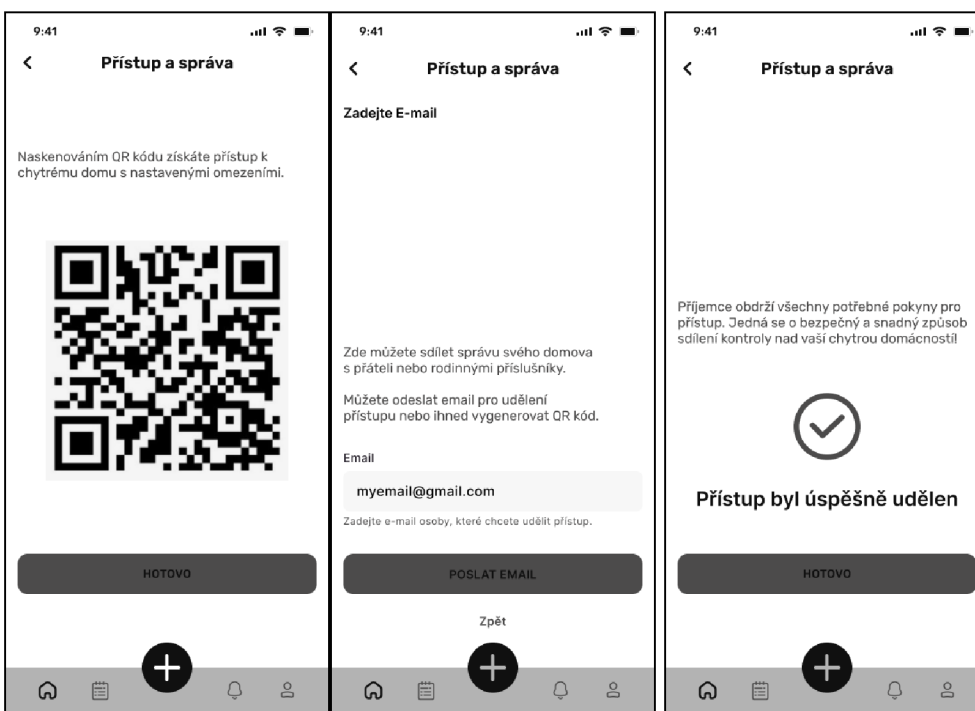 9:41
Přístup a správa
Naskenováním QR kódu získáte přístup k
chytrému domu s nastavenými omezeními.
HOTOVO
9:41
Přístup a správa
Zadejte E-mail
Zde můžete sdílet správu svého domova
s přáteli nebo rodinnými příslušníky.
Můžete odeslat email pro udělení
přístupu nebo ihned vygenerovat QR kód.
Email
myemail@gmail.com
Zadejte e-mail osoby, které chcete udělit přístup.
POSLAT EMAIL
Zpět
9:41
Přístup a správa
Příjemce obdrží všechny potřebné pokyny pro
přístup. Jedná se o bezpečný a snadný způsob
sdílení kontroly nad vaší chytrou domácností!
Přístup byl úspěšně udělen
HOTOVO